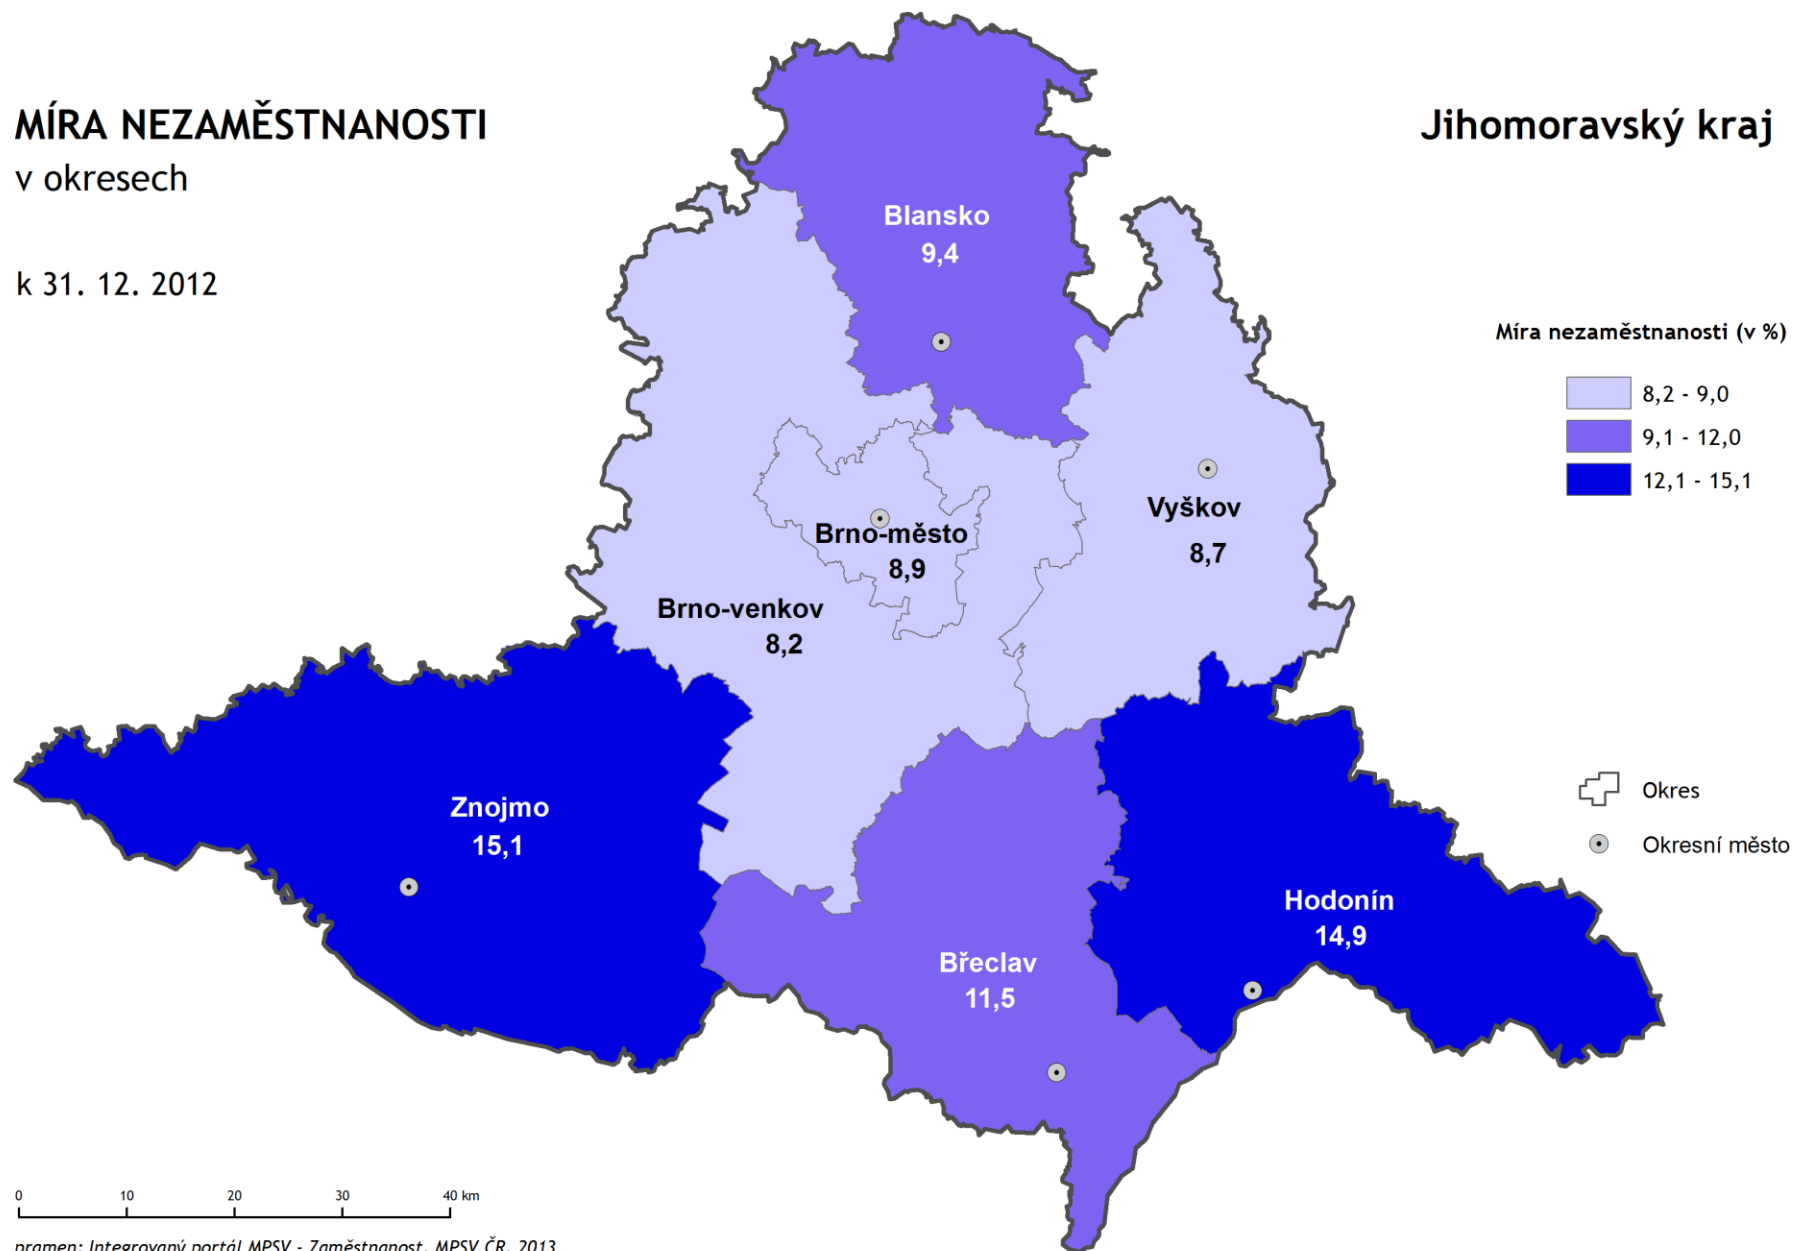 MÍRA NEZAMĚSTNANOSTI
v okresech
k 31. 12. 2012
Jihomoravský kraj
Blansko
9,4
Míra nezaměstnanosti (v %)
8,2 - 9,0
9,1 - 12,0
12,1 - 15,1
Vyškov
8,7
Brno-město
8,9
Brno-venkov
8,2
Znojmo
15,1
Okres
Okresní město
Hodonín
14,9
Břeclav
11,5
0 10 20 30 40 km
pramen: Integrovaný portál MPSV - Zaměstnanost, MPSV ČR, 2013